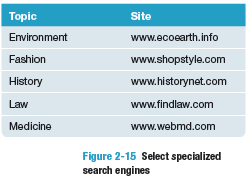 Topic Site
Environment www.ecoearth.info
Fashion www.shopstyle.com
History www.historynet.com
Law www.findlaw.com
Medicine www.webmd.com
Figure 2-15 Select specialized
search engines